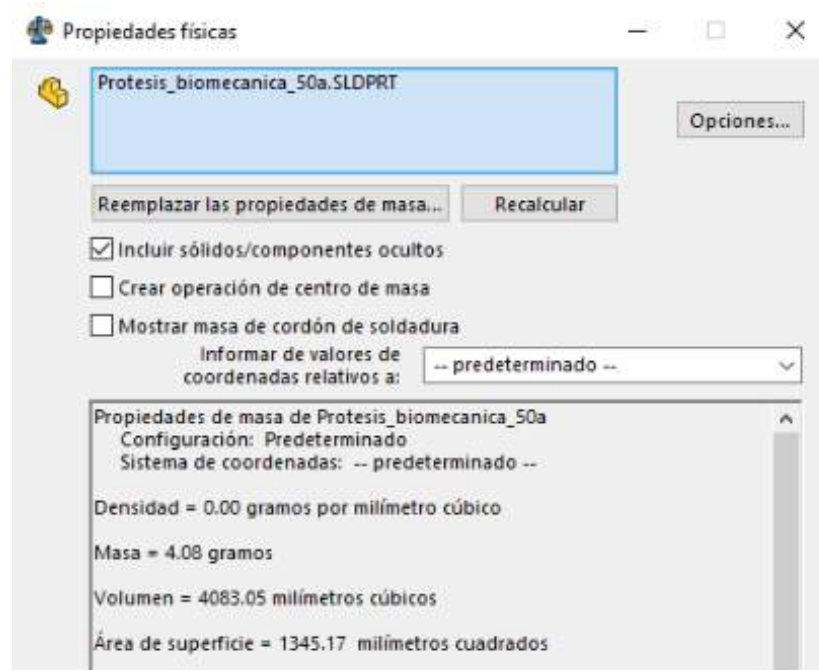 Propiedades físicas
Protesis_biomecanica_50a.SLDPRT
Opciones...
Reemplazar las propiedades de masa...
Recalcular
Incluir sólidos/componentes ocultos
Crear operación de centro de masa
Mostrar masa de cordón de soldadura
Informar de valores de
coordenadas relativos a:
-- predeterminado --
Propiedades de masa de Protesis_biomecanica_50a
Configuración: Predeterminado
Sistema de coordenadas: -- predeterminado --
Densidad = 0.00 gramos por milímetro cúbico
Masa = 4.08 gramos
Volumen = 4083.05 milímetros cúbicos
Área de superficie = 1345.17 milímetros cuadrados